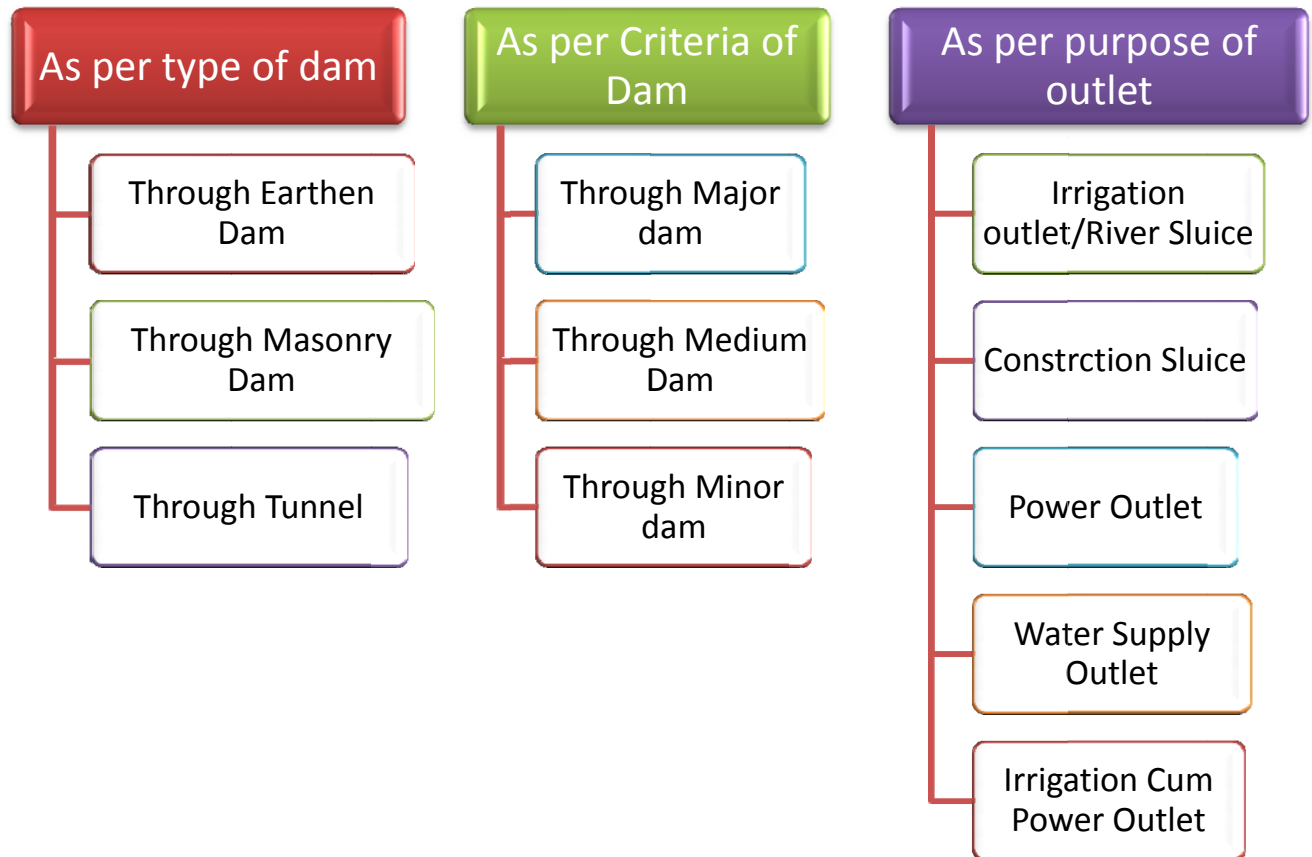 As per type of dam
Through Earthen
Dam
Through Masonry
Dam
Through Tunnel
As per Criteria of
Dam
Through Major
dam
Through Medium
Dam
Through Minor
dam
As per purpose of
outlet
Irrigation
outlet/River Sluice
Constrction Sluice
Power Outlet
Water Supply
Outlet
Irrigation Cum
Power Outlet